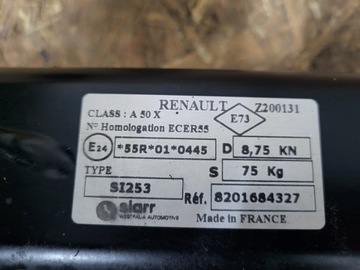 RENAULT
Z200131
CLASS : A 50 X
E73
N° Homologation ECER55
E24
*55R*01*0445
D
8,75 KN
TYPE
S
75 Kg
SI253
Réf.
8201684327
siarr
WESTFALIA AUTOMOTIVE
Made in FRANCE